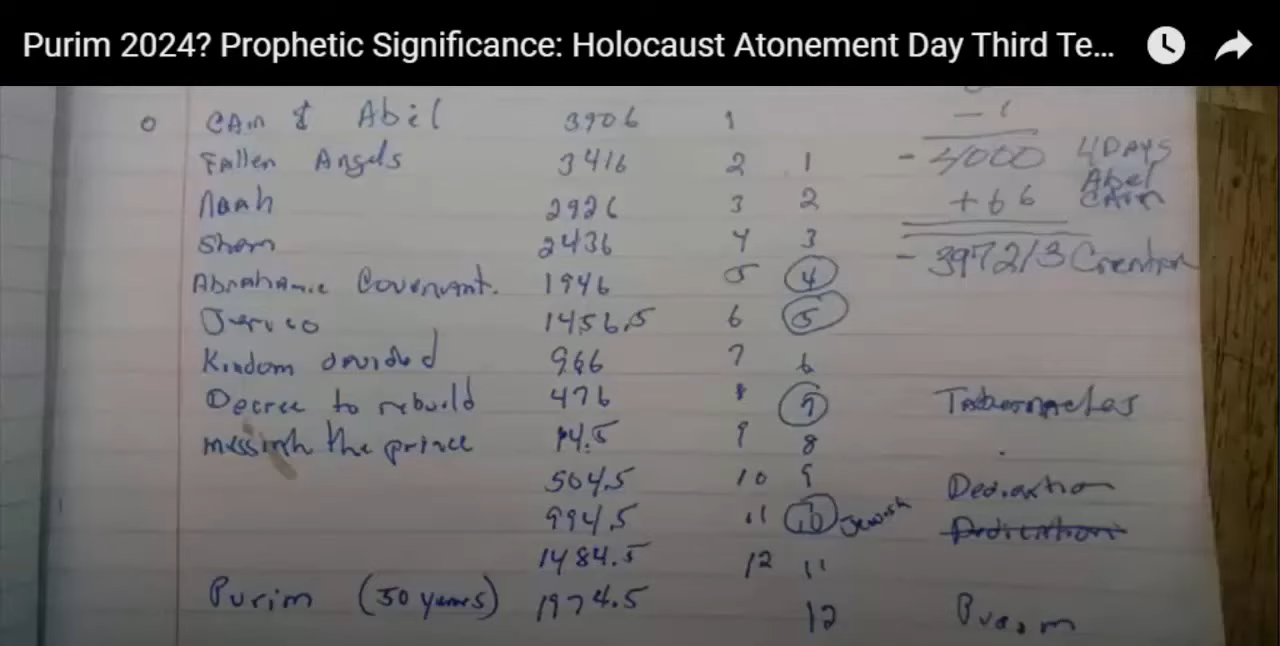 Purim 2024? Prophetic Significance: Holocaust Atonement Day Third Te...
o CAin & Abel 3906 1 -1
Fallen Angels 3416 2 1 - 4000 4DAYS
Abel
Noah 2926 3 2 +66 CAIN
Shem 2436 4 3
- 3972/3 Creation
Abrahamic Covenant. 1946 5 4
Jerico 1456.5 6 5
Kindom divided 966 7 6
Decree to rebuild 476 8 7 Tabernacles
messiah the prince 14.5 9 8
504.5 10 9 Dedication
994.5 11 10 Jewish Dedication
1484.5 12 11
Purim (50 years) 1974.5 12 Purim